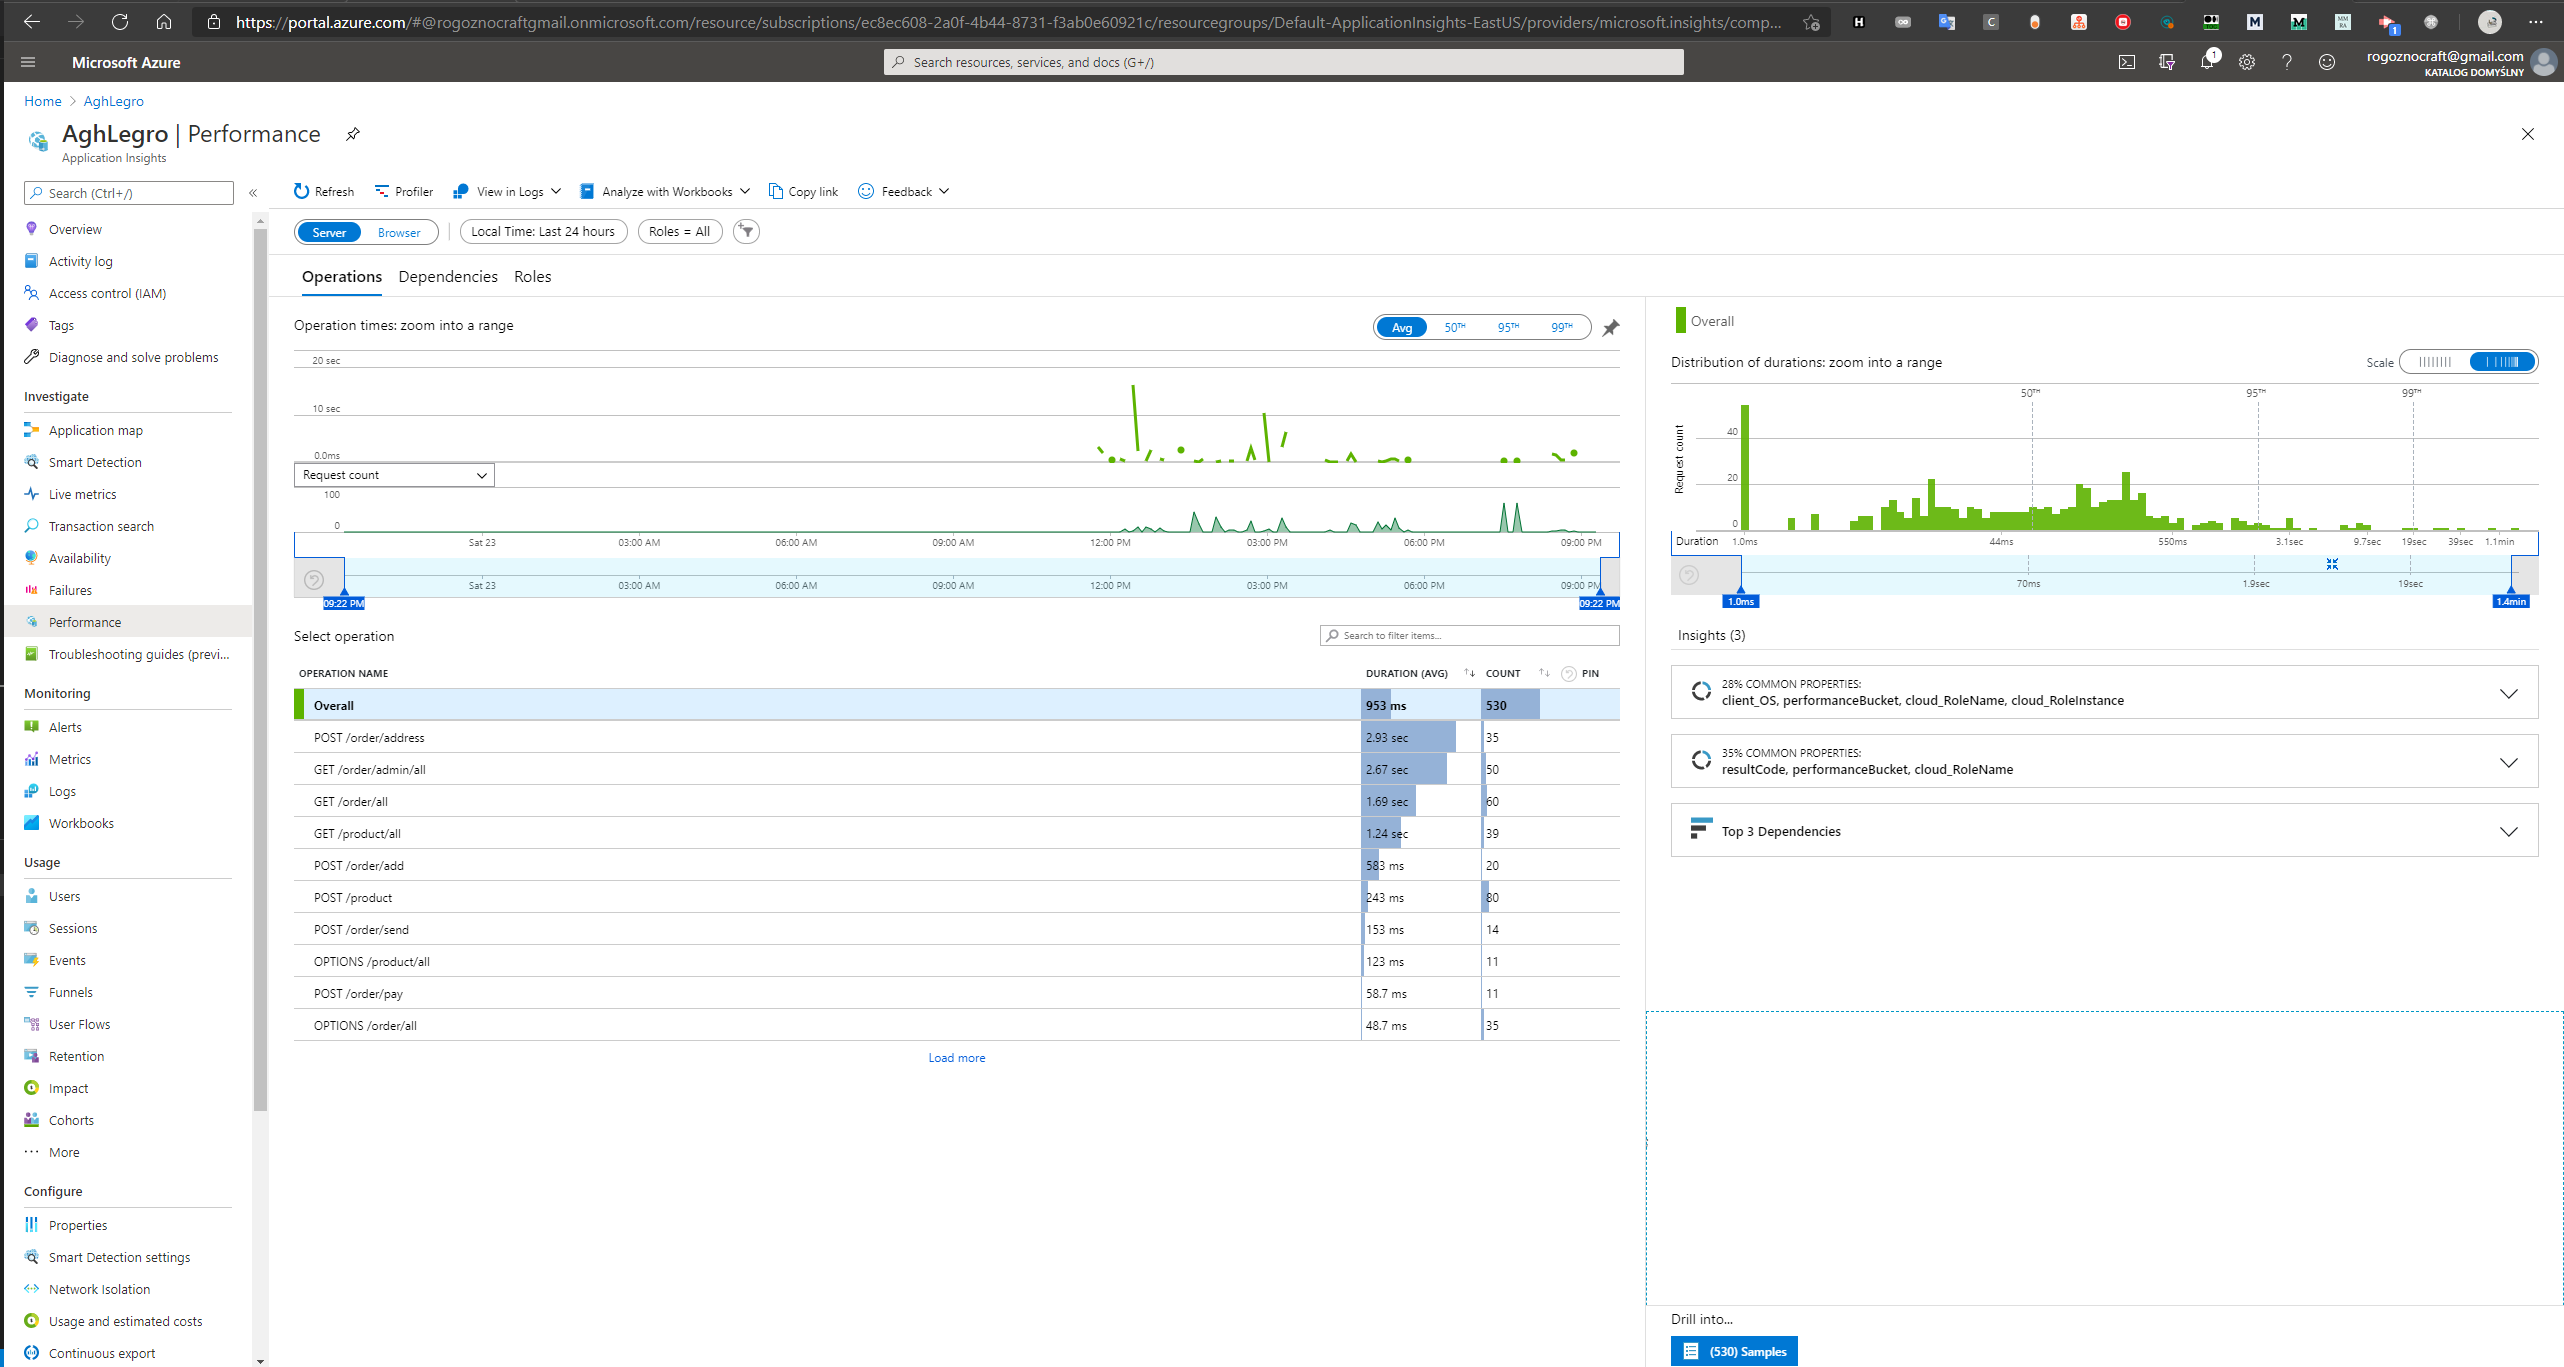 https://portal.azure.com/#@rogoznocraftgmail.onmicrosoft.com/resource/subscriptions/ec8ec608-2a0f-4b44-8731-f3ab0e60921c/resourcegroups/Default-ApplicationInsights-EastUS/providers/microsoft.insights/comp...
Microsoft Azure
Search resources, services, and docs (G+/)
1
rogoznocraft@gmail.com
KATALOG DOMYŚLNY
Home > AghLegro
AghLegro | Performance
Application Insights
Search (Ctrl+/)
«
Overview
Activity log
Access control (IAM)
Tags
Diagnose and solve problems
Investigate
Application map
Smart Detection
Live metrics
Transaction search
Availability
Failures
Performance
Troubleshooting guides (previ...
Monitoring
Alerts
Metrics
Logs
Workbooks
Usage
Users
Sessions
Events
Funnels
User Flows
Retention
Impact
Cohorts
More
Configure
Properties
Smart Detection settings
Network Isolation
Usage and estimated costs
Continuous export
Refresh Profiler View in Logs Analyze with Workbooks Copy link Feedback
Server Browser Local Time: Last 24 hours Roles = All
Operations Dependencies Roles
Operation times: zoom into a range
Avg 50TH 95TH 99TH
20 sec
10 sec
0.0ms
Request count
100
0
Sat 23 03:00 AM 06:00 AM 09:00 AM 12:00 PM 03:00 PM 06:00 PM 09:00 PM
Sat 23 03:00 AM 06:00 AM 09:00 AM 12:00 PM 03:00 PM 06:00 PM 09:00 PM
09:22 PM 09:22 PM
Select operation
Search to filter items...
OPERATION NAME DURATION (AVG) COUNT PIN
Overall 953 ms 530
POST /order/address 2.93 sec 35
GET /order/admin/all 2.67 sec 50
GET /order/all 1.69 sec 60
GET /product/all 1.24 sec 39
POST /order/add 583 ms 20
POST /product 243 ms 80
POST /order/send 153 ms 14
OPTIONS /product/all 123 ms 11
POST /order/pay 58.7 ms 11
OPTIONS /order/all 48.7 ms 35
Load more
Overall
Distribution of durations: zoom into a range
Scale
50TH 95TH 99TH
Request count
40
20
0
Duration 1.0ms 44ms 550ms 3.1sec 9.7sec 19sec 39sec 1.1min
70ms 1.9sec 19sec
1.0ms 1.4min
Insights (3)
28% COMMON PROPERTIES:
client_OS, performanceBucket, cloud_RoleName, cloud_RoleInstance
35% COMMON PROPERTIES:
resultCode, performanceBucket, cloud_RoleName
Top 3 Dependencies
Drill into...
(530) Samples